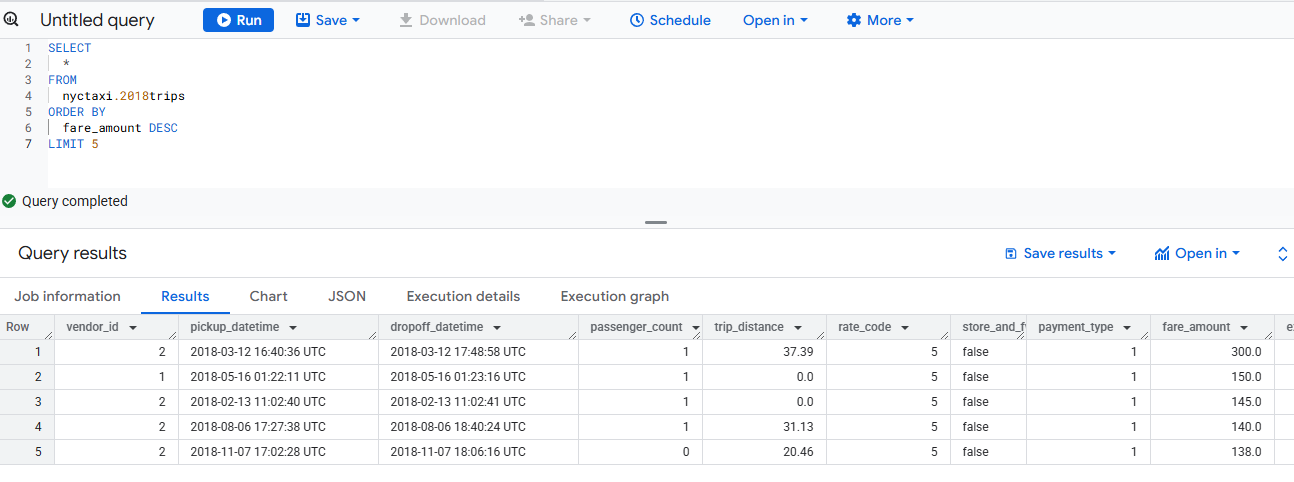 Untitled query Run Save Download Share Schedule Open in More
1 SELECT
2 *
3 FROM
4 nyctaxi.2018trips
5 ORDER BY
6 fare_amount DESC
7 LIMIT 5
Query completed
Query results Save results Open in
Job information Results Chart JSON Execution details Execution graph
Row vendor_id pickup_datetime dropoff_datetime passenger_count trip_distance rate_code store_and_f payment_type fare_amount e
1 2 2018-03-12 16:40:36 UTC 2018-03-12 17:48:58 UTC 1 37.39 5 false 1 300.0
2 1 2018-05-16 01:22:11 UTC 2018-05-16 01:23:16 UTC 1 0.0 5 false 1 150.0
3 2 2018-02-13 11:02:40 UTC 2018-02-13 11:02:41 UTC 1 0.0 5 false 1 145.0
4 2 2018-08-06 17:27:38 UTC 2018-08-06 18:40:24 UTC 1 31.13 5 false 1 140.0
5 2 2018-11-07 17:02:28 UTC 2018-11-07 18:06:16 UTC 0 20.46 5 false 1 138.0